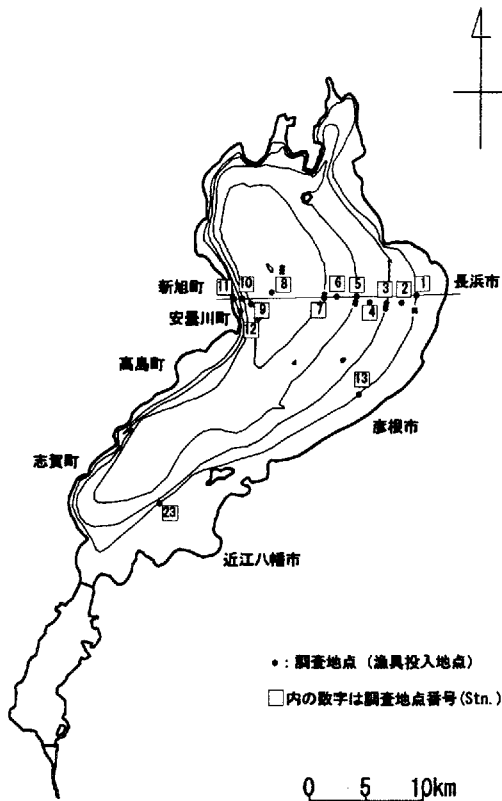 新旭町
11
10
8
6
5
3
2
1
長浜市
安曇川町
9
7
4
12
高島町
13
彦根市
志賀町
23
近江八幡市
•：調査地点（漁具投入地点）
□内の数字は調査地点番号(Stn.)
0 5 10km